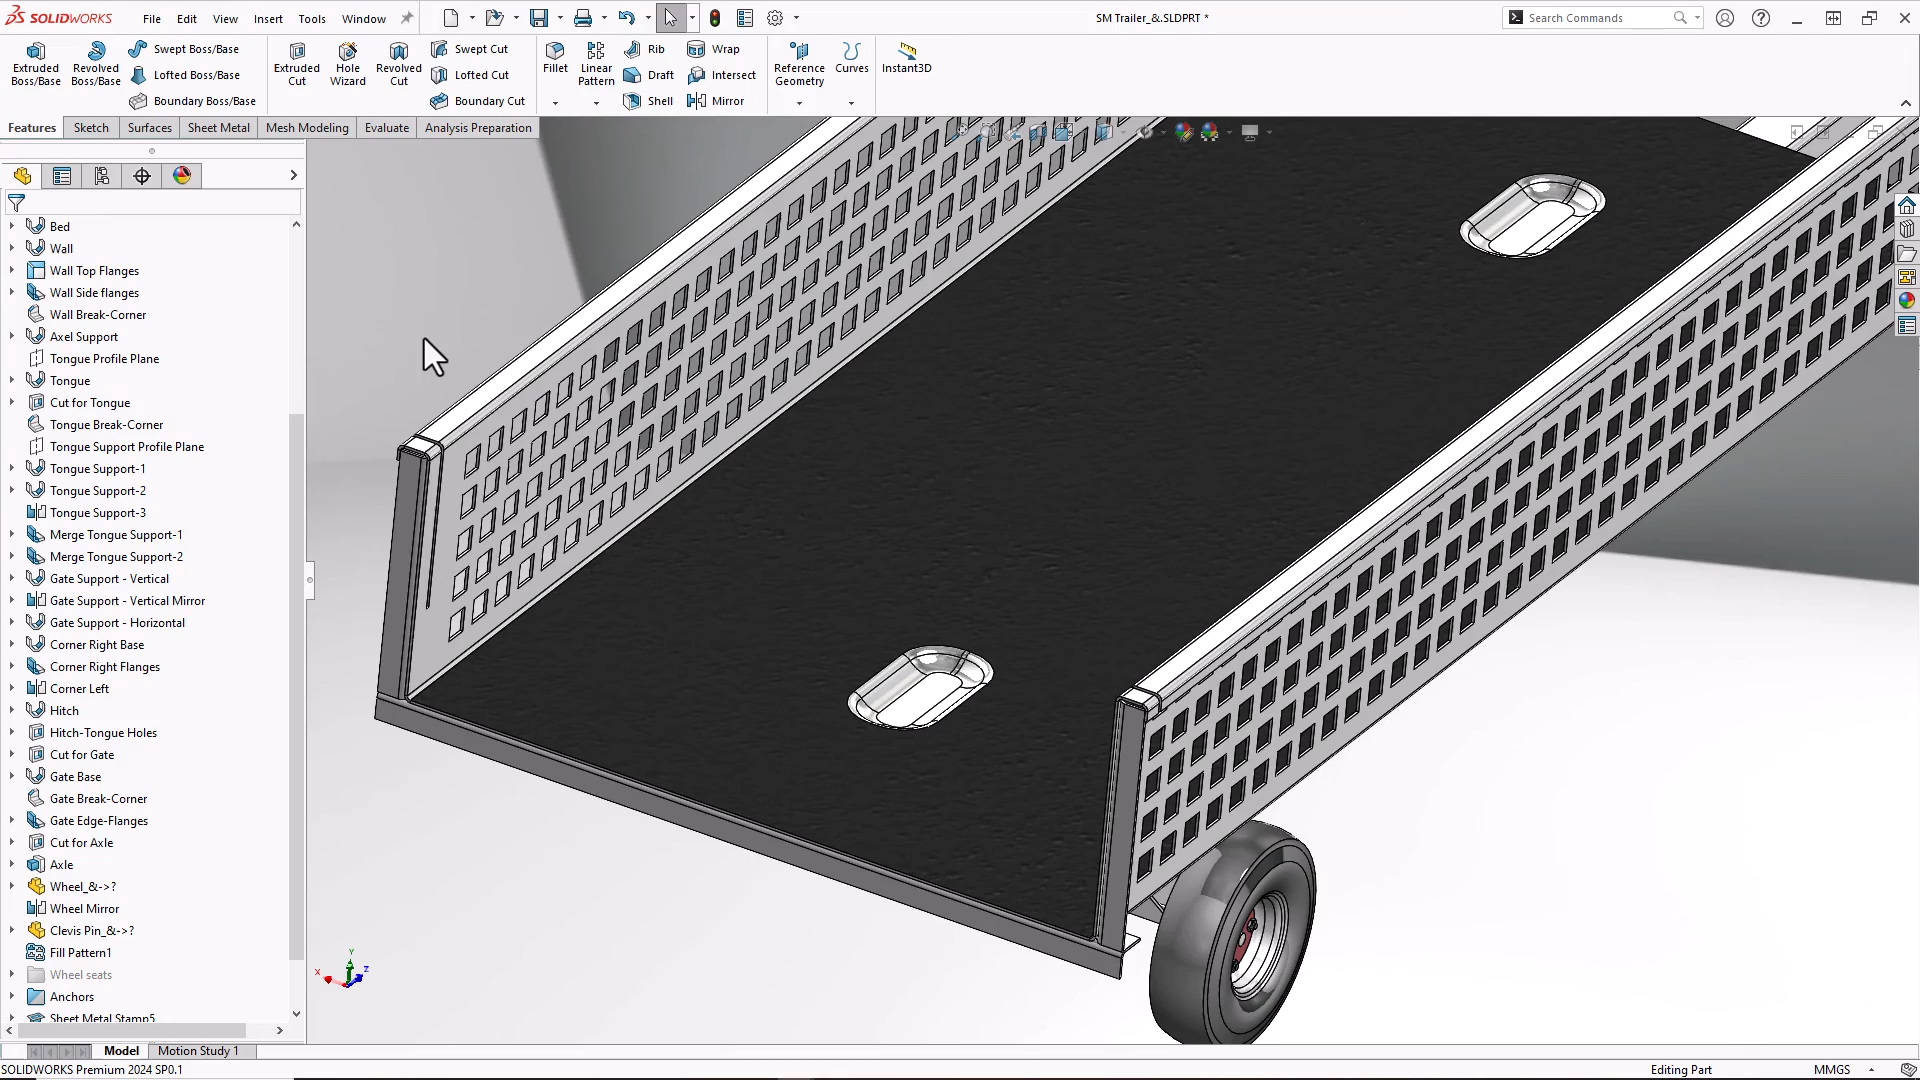 SOLIDWORKS File Edit View Insert Tools Window SM Trailer_&.SLDPRT * Search Commands
Extruded Boss/Base
Revolved Boss/Base
Swept Boss/Base
Lofted Boss/Base
Boundary Boss/Base
Extruded Cut
Hole Wizard
Revolved Cut
Swept Cut
Lofted Cut
Boundary Cut
Fillet
Linear Pattern
Rib
Draft
Shell
Wrap
Intersect
Mirror
Reference Geometry
Curves
Instant3D
Features Sketch Surfaces Sheet Metal Mesh Modeling Evaluate Analysis Preparation
Bed
Wall
Wall Top Flanges
Wall Side flanges
Wall Break-Corner
Axel Support
Tongue Profile Plane
Tongue
Cut for Tongue
Tongue Break-Corner
Tongue Support Profile Plane
Tongue Support-1
Tongue Support-2
Tongue Support-3
Merge Tongue Support-1
Merge Tongue Support-2
Gate Support - Vertical
Gate Support - Vertical Mirror
Gate Support - Horizontal
Corner Right Base
Corner Right Flanges
Corner Left
Hitch
Hitch-Tongue Holes
Cut for Gate
Gate Base
Gate Break-Corner
Gate Edge-Flanges
Cut for Axle
Axle
Wheel_&->?
Wheel Mirror
Clevis Pin_&->?
Fill Pattern1
Wheel seats
Anchors
Sheet Metal Stamp5
Y
X
Z
Model Motion Study 1
SOLIDWORKS Premium 2024 SP0.1 Editing Part MMGS